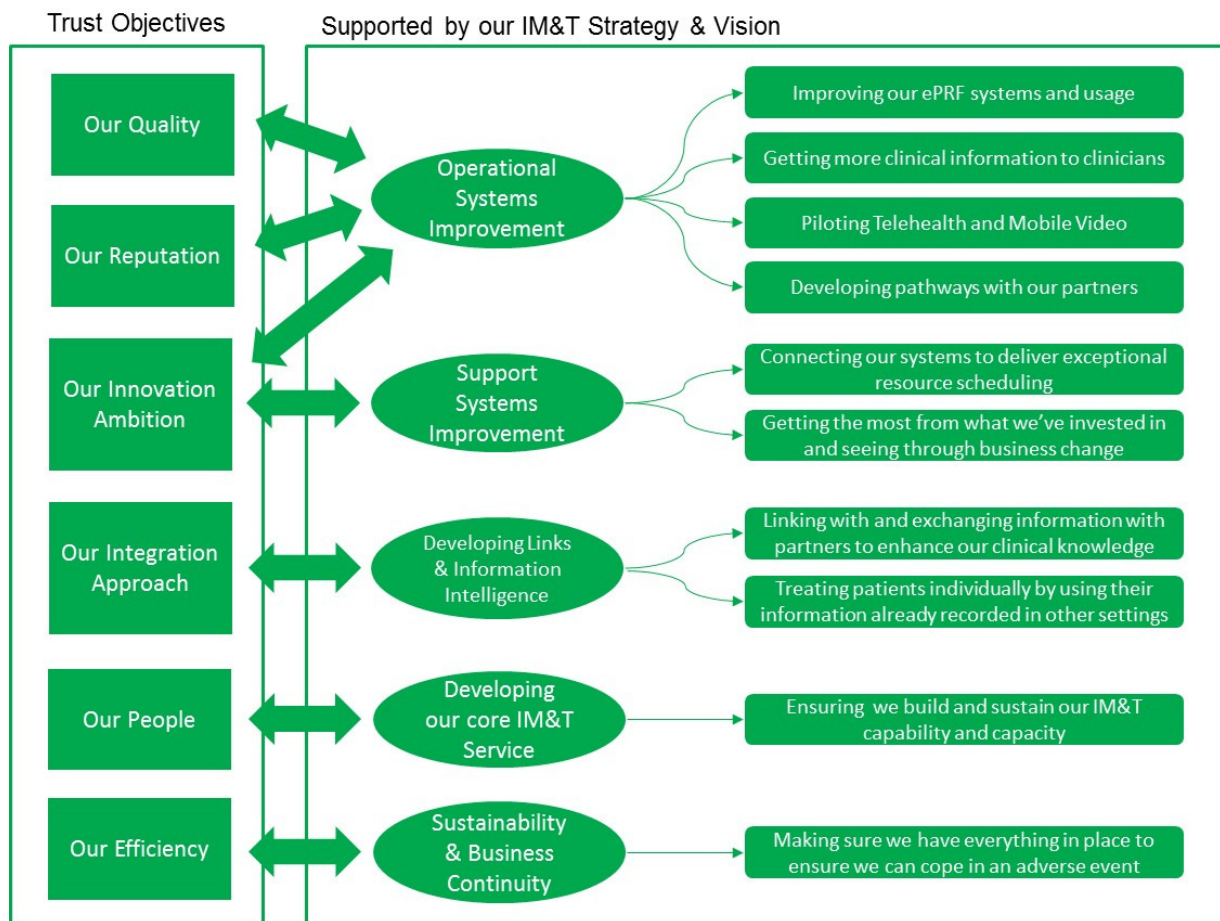 Trust Objectives
Supported by our IM&T Strategy & Vision
Our Quality
Our Reputation
Our Innovation
Ambition
Our Integration
Approach
Our People
Our Efficiency
Operational
Systems
Improvement
Improving our ePRF systems and usage
Getting more clinical information to clinicians
Piloting Telehealth and Mobile Video
Developing pathways with our partners
Support
Systems
Improvement
Connecting our systems to deliver exceptional
resource scheduling
Getting the most from what we've invested in
and seeing through business change
Developing Links
& Information
Intelligence
Linking with and exchanging information with
partners to enhance our clinical knowledge
Treating patients individually by using their
information already recorded in other settings
Developing
our core IM&T
Service
Ensuring we build and sustain our IM&T
capability and capacity
Sustainability
& Business
Continuity
Making sure we have everything in place to
ensure we can cope in an adverse event